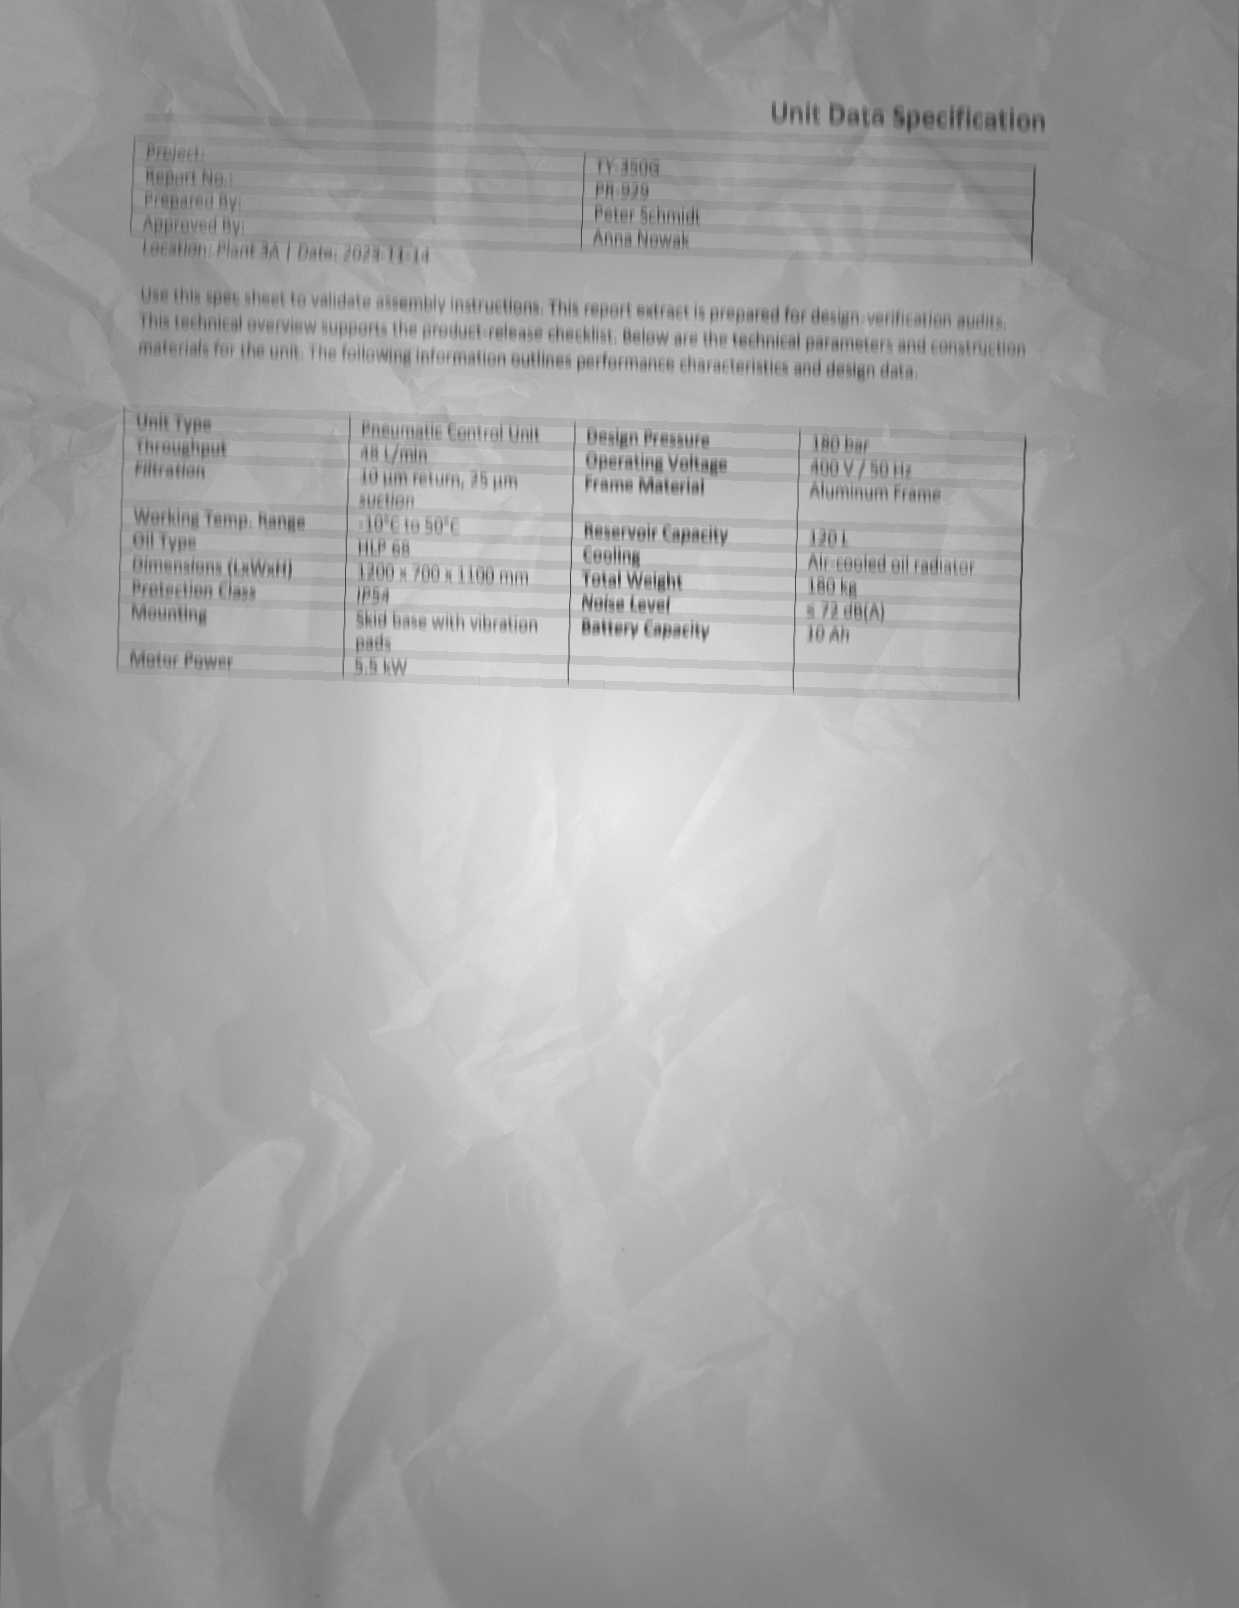 Unit Data Specification
Project: TY-350G
Report No.: PR-929
Prepared By: Peter Schmidt
Approved By: Anna Nowak
Location: Plant 3A | Date: 2023-11-14
Use this spec sheet to validate assembly instructions. This report extract is prepared for design-verification audits.
This technical overview supports the product-release checklist. Below are the technical parameters and construction
materials for the unit. The following information outlines performance characteristics and design data.
Unit Type Pneumatic Control Unit Design Pressure 180 bar
Throughput 48 L/min Operating Voltage 400 V / 50 Hz
Filtration 10 µm return, 25 µm Frame Material Aluminum Frame
suction
Working Temp. Range -10°C to 50°C Reservoir Capacity 120 L
Oil Type HLP 68 Cooling Air-cooled oil radiator
Dimensions (LxWxH) 1200 x 700 x 1100 mm Total Weight 180 kg
Protection Class IP54 Noise Level ≤ 72 dB(A)
Mounting Skid base with vibration Battery Capacity 10 Ah
pads
Motor Power 5.5 kW